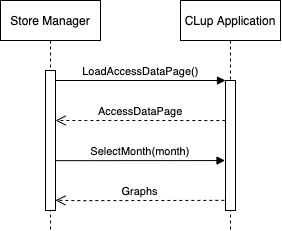 Store Manager
CLup Application
LoadAccessDataPage()
AccessDataPage
SelectMonth(month)
Graphs